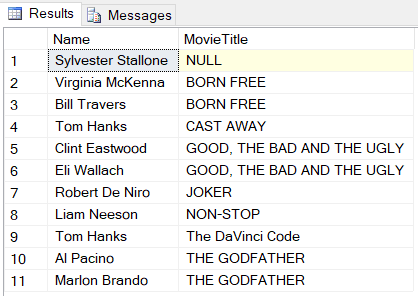 Results Messages
Name MovieTitle
1 Sylvester Stallone NULL
2 Virginia McKenna BORN FREE
3 Bill Travers BORN FREE
4 Tom Hanks CAST AWAY
5 Clint Eastwood GOOD, THE BAD AND THE UGLY
6 Eli Wallach GOOD, THE BAD AND THE UGLY
7 Robert De Niro JOKER
8 Liam Neeson NON-STOP
9 Tom Hanks The DaVinci Code
10 Al Pacino THE GODFATHER
11 Marlon Brando THE GODFATHER